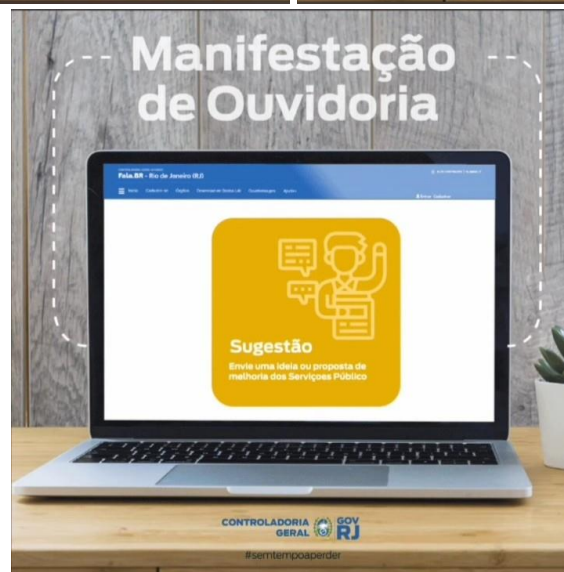 Manifestação
de Ouvidoria
Fala.BR - Rio de Janeiro (RJ)
Sugestão
Envie uma ideia ou proposta de
melhoria dos Serviçoes Público
CONTROLADORIA
GERAL
GOV
RJ
#semtempoaperder